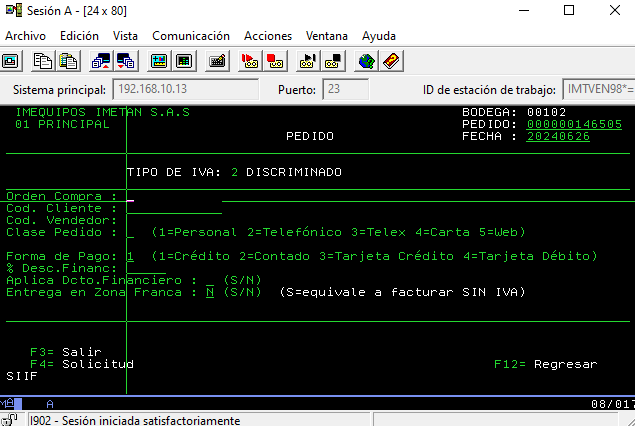 Sesión A - [24 x 80]
Archivo Edición Vista Comunicación Acciones Ventana Ayuda
Sistema principal: 192.168.10.13 Puerto: 23 ID de estación de trabajo: IMTVEN98*=
IMEQUIPOS IMETAN S.A.S BODEGA: 00102
01 PRINCIPAL PEDIDO: 000000146505
PEDIDO FECHA : 20240626
TIPO DE IVA: 2 DISCRIMINADO
Orden Compra :
Cod. Cliente :
Cod. Vendedor:
Clase Pedido : _ (1=Personal 2=Telefónico 3=Telex 4=Carta 5=Web)
Forma de Pago: 1 (1=Crédito 2=Contado 3=Tarjeta Crédito 4=Tarjeta Débito)
% Desc.Financ:
Aplica Dcto.Financiero : _ (S/N)
Entrega en Zona Franca : N (S/N) (S=equivale a facturar SIN IVA)
F3= Salir
F4= Solicitud F12= Regresar
SIIF
MA A 08/017
I902 - Sesión iniciada satisfactoriamente